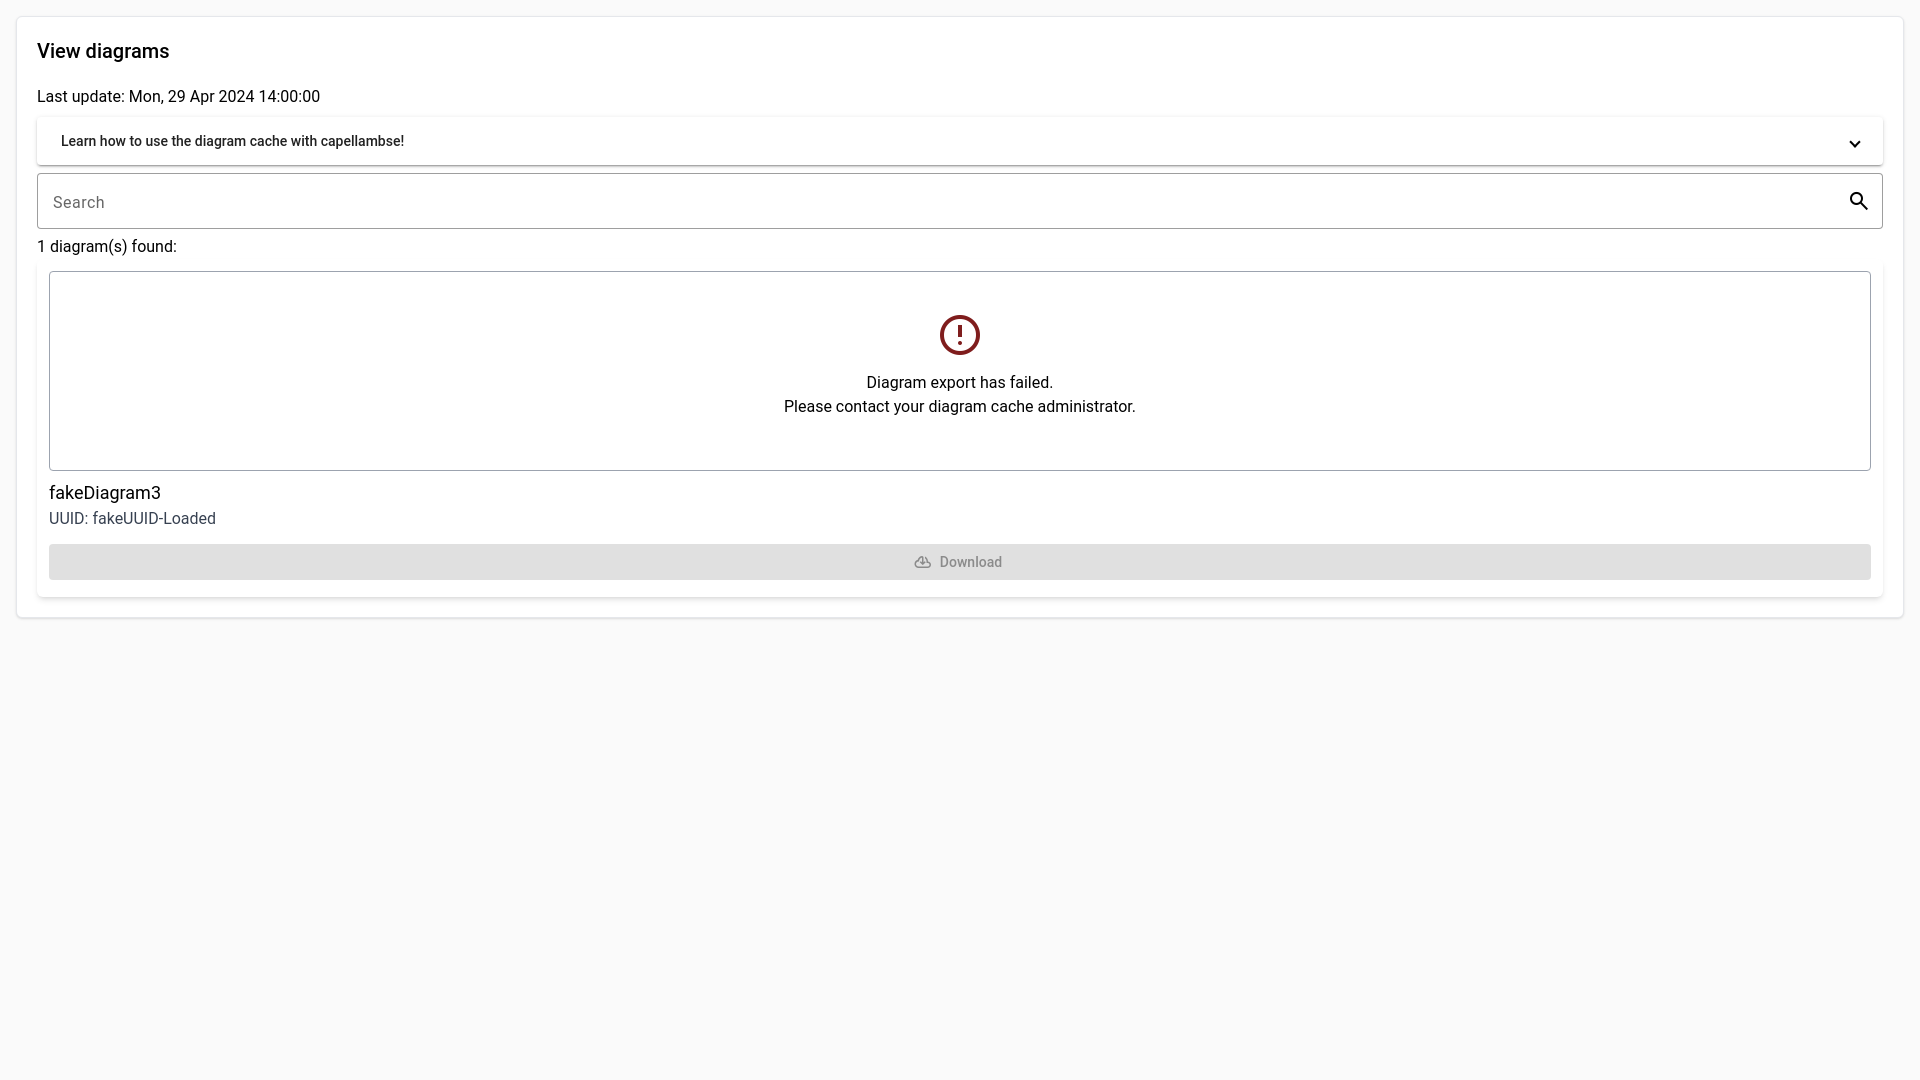 View diagrams
Last update: Mon, 29 Apr 2024 14:00:00
Learn how to use the diagram cache with capellambse!
Search
1 diagram(s) found:
Diagram export has failed.
Please contact your diagram cache administrator.
fakeDiagram3
UUID: fakeUUID-Loaded
Download